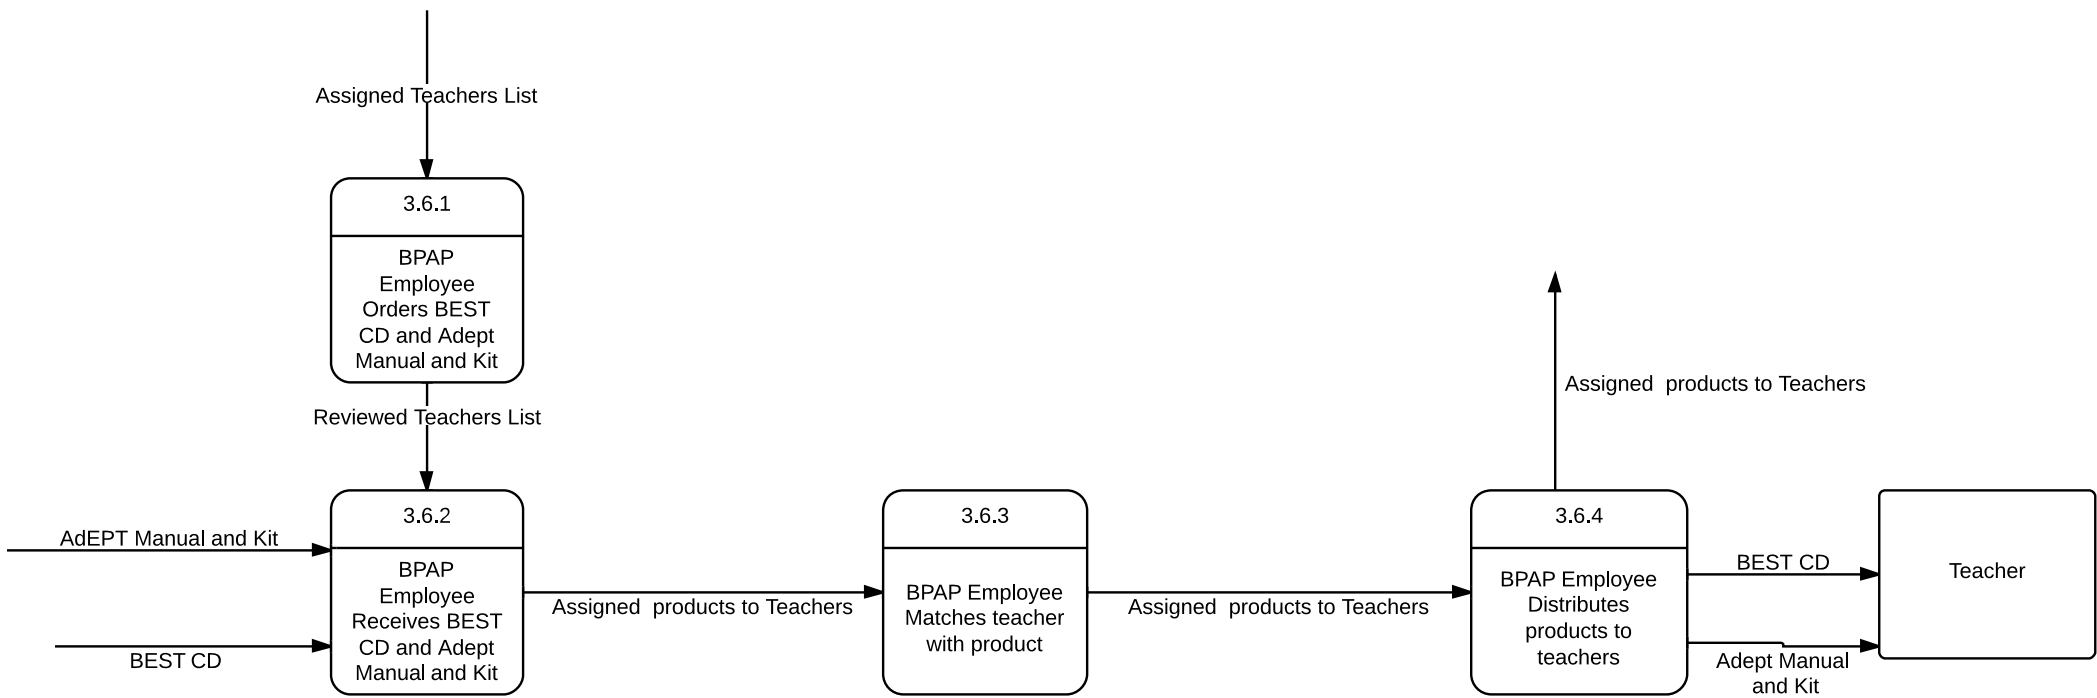 Assigned Teachers List
3.6.1
BPAP
Employee
Orders BEST
CD and Adept
Manual and Kit
Reviewed Teachers List
AdEPT Manual and Kit
BEST CD
3.6.2
BPAP
Employee
Receives BEST
CD and Adept
Manual and Kit
Assigned  products to Teachers
3.6.3
BPAP Employee
Matches teacher
with product
Assigned  products to Teachers
3.6.4
BPAP Employee
Distributes
products to
teachers
Assigned  products to Teachers
BEST CD
Adept Manual
and Kit
Teacher